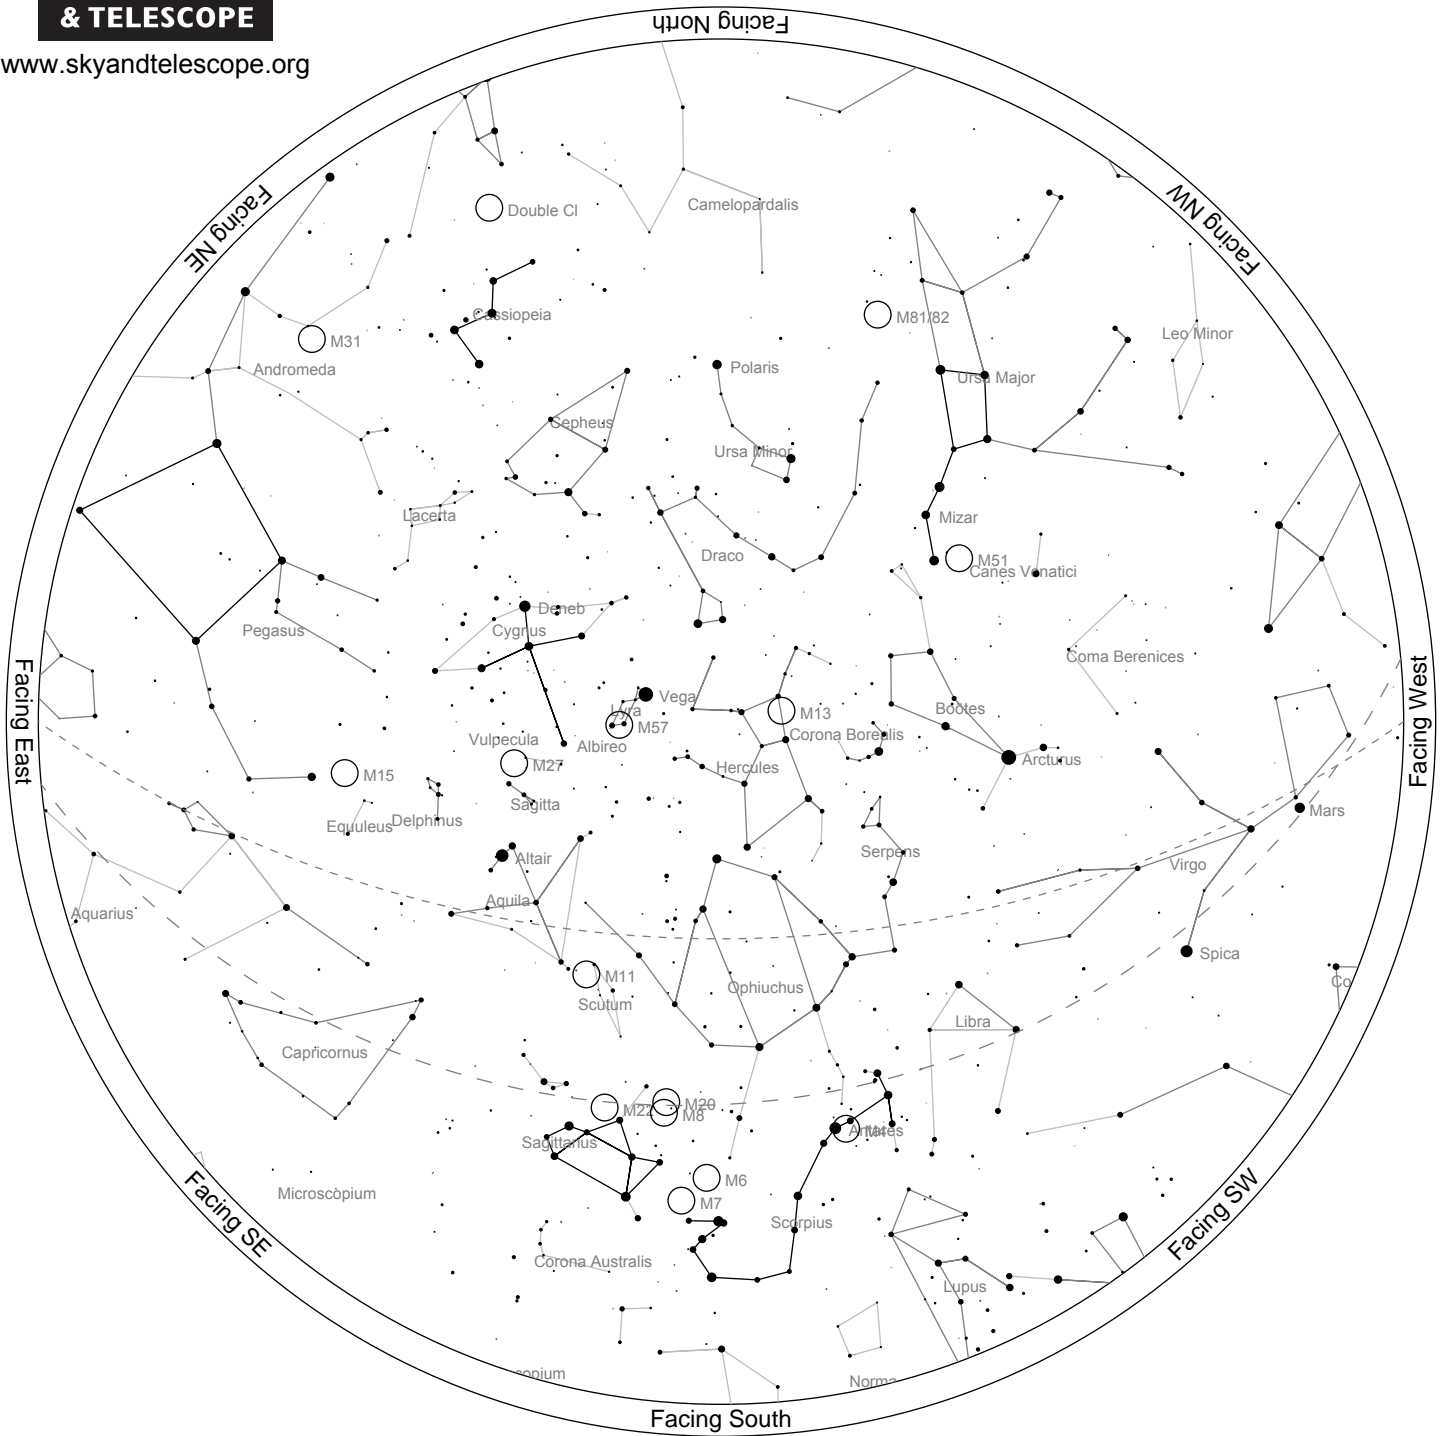 & TELESCOPE
www.skyandtelescope.org
Facing North
Facing NE
Facing NW
Double Cl
Camelopardalis
Cassiopeia
M81/82
Leo Minor
M31
Andromeda
Polaris
Ursa Major
Cepheus
Ursa Minor
Lacerta
Mizar
Draco
M51
Canes Venatici
Deneb
Cygnus
Pegasus
Coma Berenices
Facing East
Facing West
Vega
Lyra
M57
M13
Boötes
Corona Borealis
Vulpecula
Albireo
Arcturus
M27
Hercules
M15
Sagitta
Equuleus
Delphinus
Mars
Altair
Serpens
Virgo
Aquila
Aquarius
Spica
M11
Ophiuchus
Co
Scutum
Libra
Capricornus
M20
M22
M8
Antares
M4
Sagittarius
M6
Microscopium
M7
Scorpius
Facing SE
Facing SW
Corona Australis
Lupus
copium
Norma
Facing South